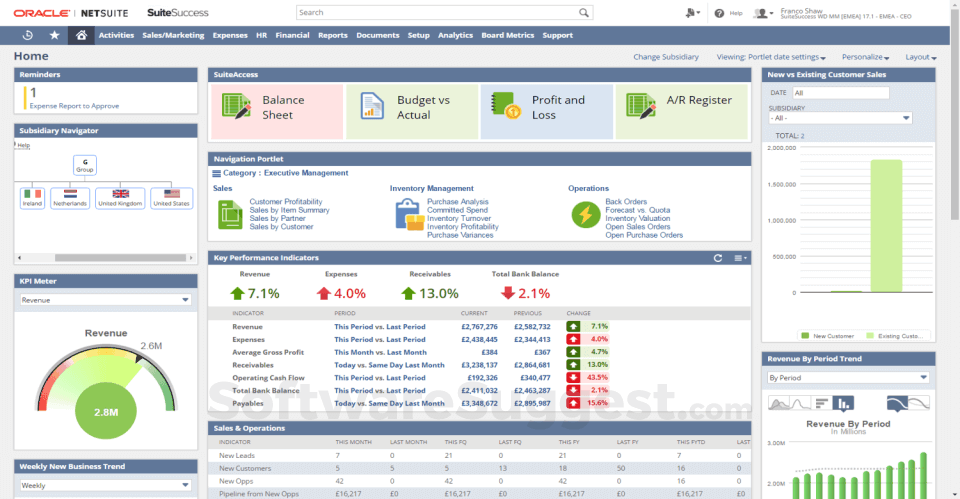 ORACLE | NETSUITE SuiteSuccess
Search
Help
Franco Shaw
SuiteSuccess WD MM [EMEA] 17.1 - EMEA - CEO
Activities Sales/Marketing Expenses HR Financial Reports Documents Setup Analytics Board Metrics Support
Home
Change Subsidiary Viewing: Portlet date settings Personalize Layout
Reminders
1
Expense Report to Approve
Subsidiary Navigator
Help
G
Group
Ireland Netherlands United Kingdom United States
KPI Meter
Revenue
Revenue
2.6M
2.8M
Weekly New Business Trend
Weekly
SuiteAccess
Balance Sheet
Budget vs Actual
Profit and Loss
A/R Register
Navigation Portlet
Category : Executive Management
Sales
Customer Profitability
Sales by Item Summary
Sales by Partner
Sales by Customer
Inventory Management
Purchase Analysis
Committed Spend
Inventory Turnover
Inventory Profitability
Purchase Variances
Operations
Back Orders
Forecast vs. Quota
Inventory Valuation
Open Sales Orders
Open Purchase Orders
Key Performance Indicators
Revenue Expenses Receivables Total Bank Balance
7.1% 4.0% 13.0% 2.1%
INDICATOR PERIOD CURRENT PREVIOUS CHANGE
Revenue This Period vs. Last Period £2,767,276 £2,582,732 7.1%
Expenses This Period vs. Last Period £2,438,445 £2,344,413 4.0%
Average Gross Profit This Month vs. Last Month £384 £367 4.7%
Receivables Today vs. Same Day Last Month £3,238,127 £2,864,681 13.0%
Operating Cash Flow This Period vs. Last Period £192,326 £340,477 43.5%
Total Bank Balance This Period vs. Last Period £2,411,032 £2,463,287 2.1%
Payables Today vs. Same Day Last Month £3,348,672 £2,895,987 15.6%
SoftwareSuggest.com
Sales & Operations
INDICATOR THIS MONTH LAST MONTH THIS FQ LAST FQ THIS FY LAST FY THIS FYTD LAST
New Leads 7 0 21 0 21 0 7 0
New Customers 5 5 5 13 18 50 16
New Opps 42 0 42 0 42 0 42 0
Pipeline from New Opps £16,217 £0 £16,217 £0 £16,217 £0 £16,217 £0
New vs Existing Customer Sales
DATE All
SUBSIDIARY
- All -
TOTAL: 2
2,000,000
1,500,000
1,000,000
500,000
0
New Customer Existing Custo...
Revenue By Period Trend
By Period
Revenue By Period
In Millions
3.00M
2.00M